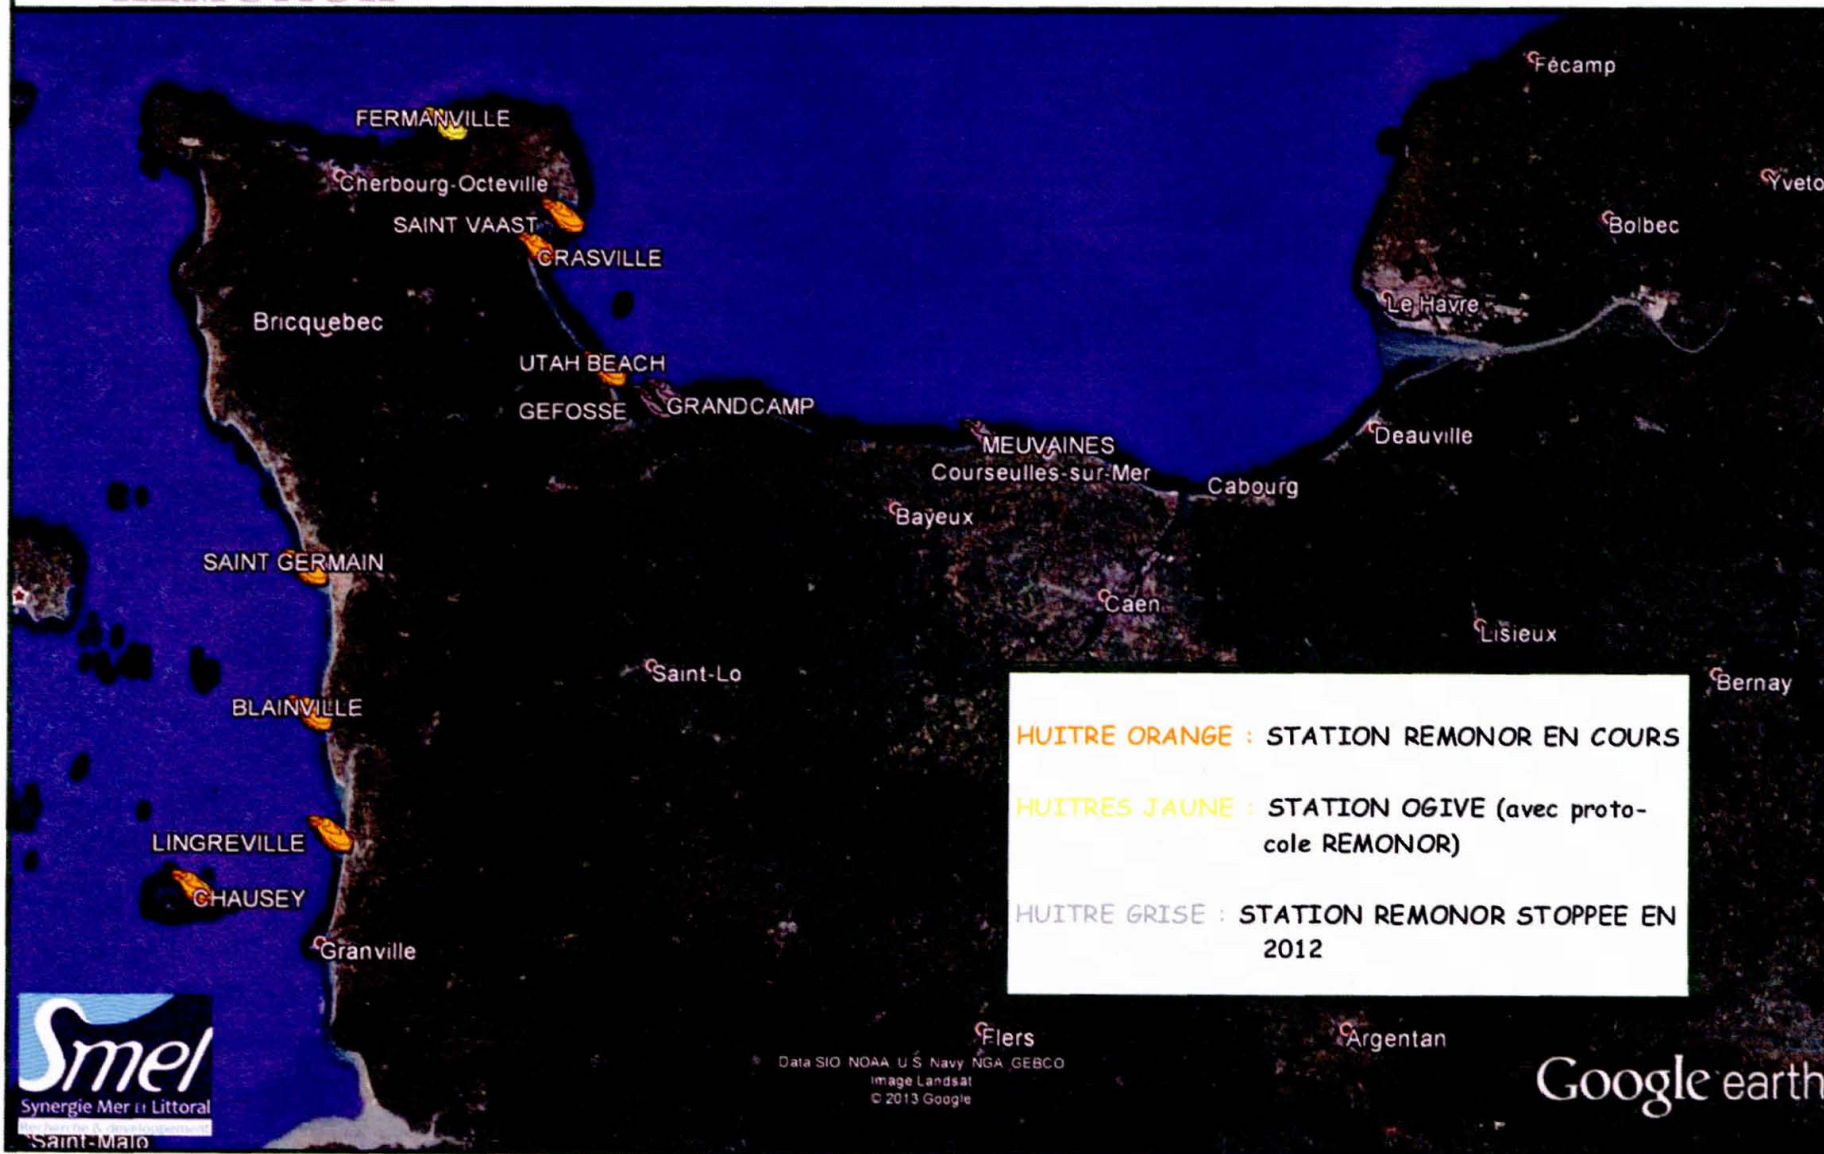 FERMANVILLE
Fécamp
Cherbourg-Octeville
Yveto
SAINT VAAST
Bolbec
CRASVILLE
Le Havre
Bricquebec
UTAH BEACH
GEFOSSE
GRANDCAMP
Deauville
MEUVAINES
Courseulles-sur-Mer
Cabourg
Bayeux
SAINT GERMAIN
Caen
Lisieux
Saint-Lo
Bernay
BLAINVILLE
HUITRE ORANGE : STATION REMONOR EN COURS
HUITRES JAUNE : STATION OGIVE (avec proto-
cole REMONOR)
HUITRE GRISE : STATION REMONOR STOPPEE EN
2012
LINGREVILLE
CHAUSEY
Granville
Flers
Argentan
Data SIO NOAA U S Navy NGA GEBCO
Image Landsat
© 2013 Google
Google earth
Smel
Synergie Mer Et Littoral
Recherche & développement
Saint-Malo